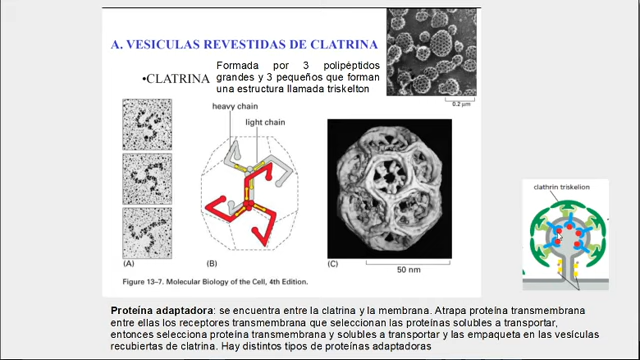 A. VESICULAS REVESTIDAS DE CLATRINA
•CLATRINA
Formada por 3 polipéptidos
grandes y 3 pequeños que forman
una estructura llamada triskelton
0.2 µm
heavy chain
light chain
clathrin triskelion
(A)
(B)
(C)
50 nm
Figure 13–7. Molecular Biology of the Cell, 4th Edition.
Proteína adaptadora: se encuentra entre la clatrina y la membrana. Atrapa proteína transmembrana
entre ellas los receptores transmembrana que seleccionan las proteínas solubles a transportar,
entonces selecciona proteína transmembrana y solubles a transportar y las empaqueta en las vesículas
recubiertas de clatrina. Hay distintos tipos de proteínas adaptadoras